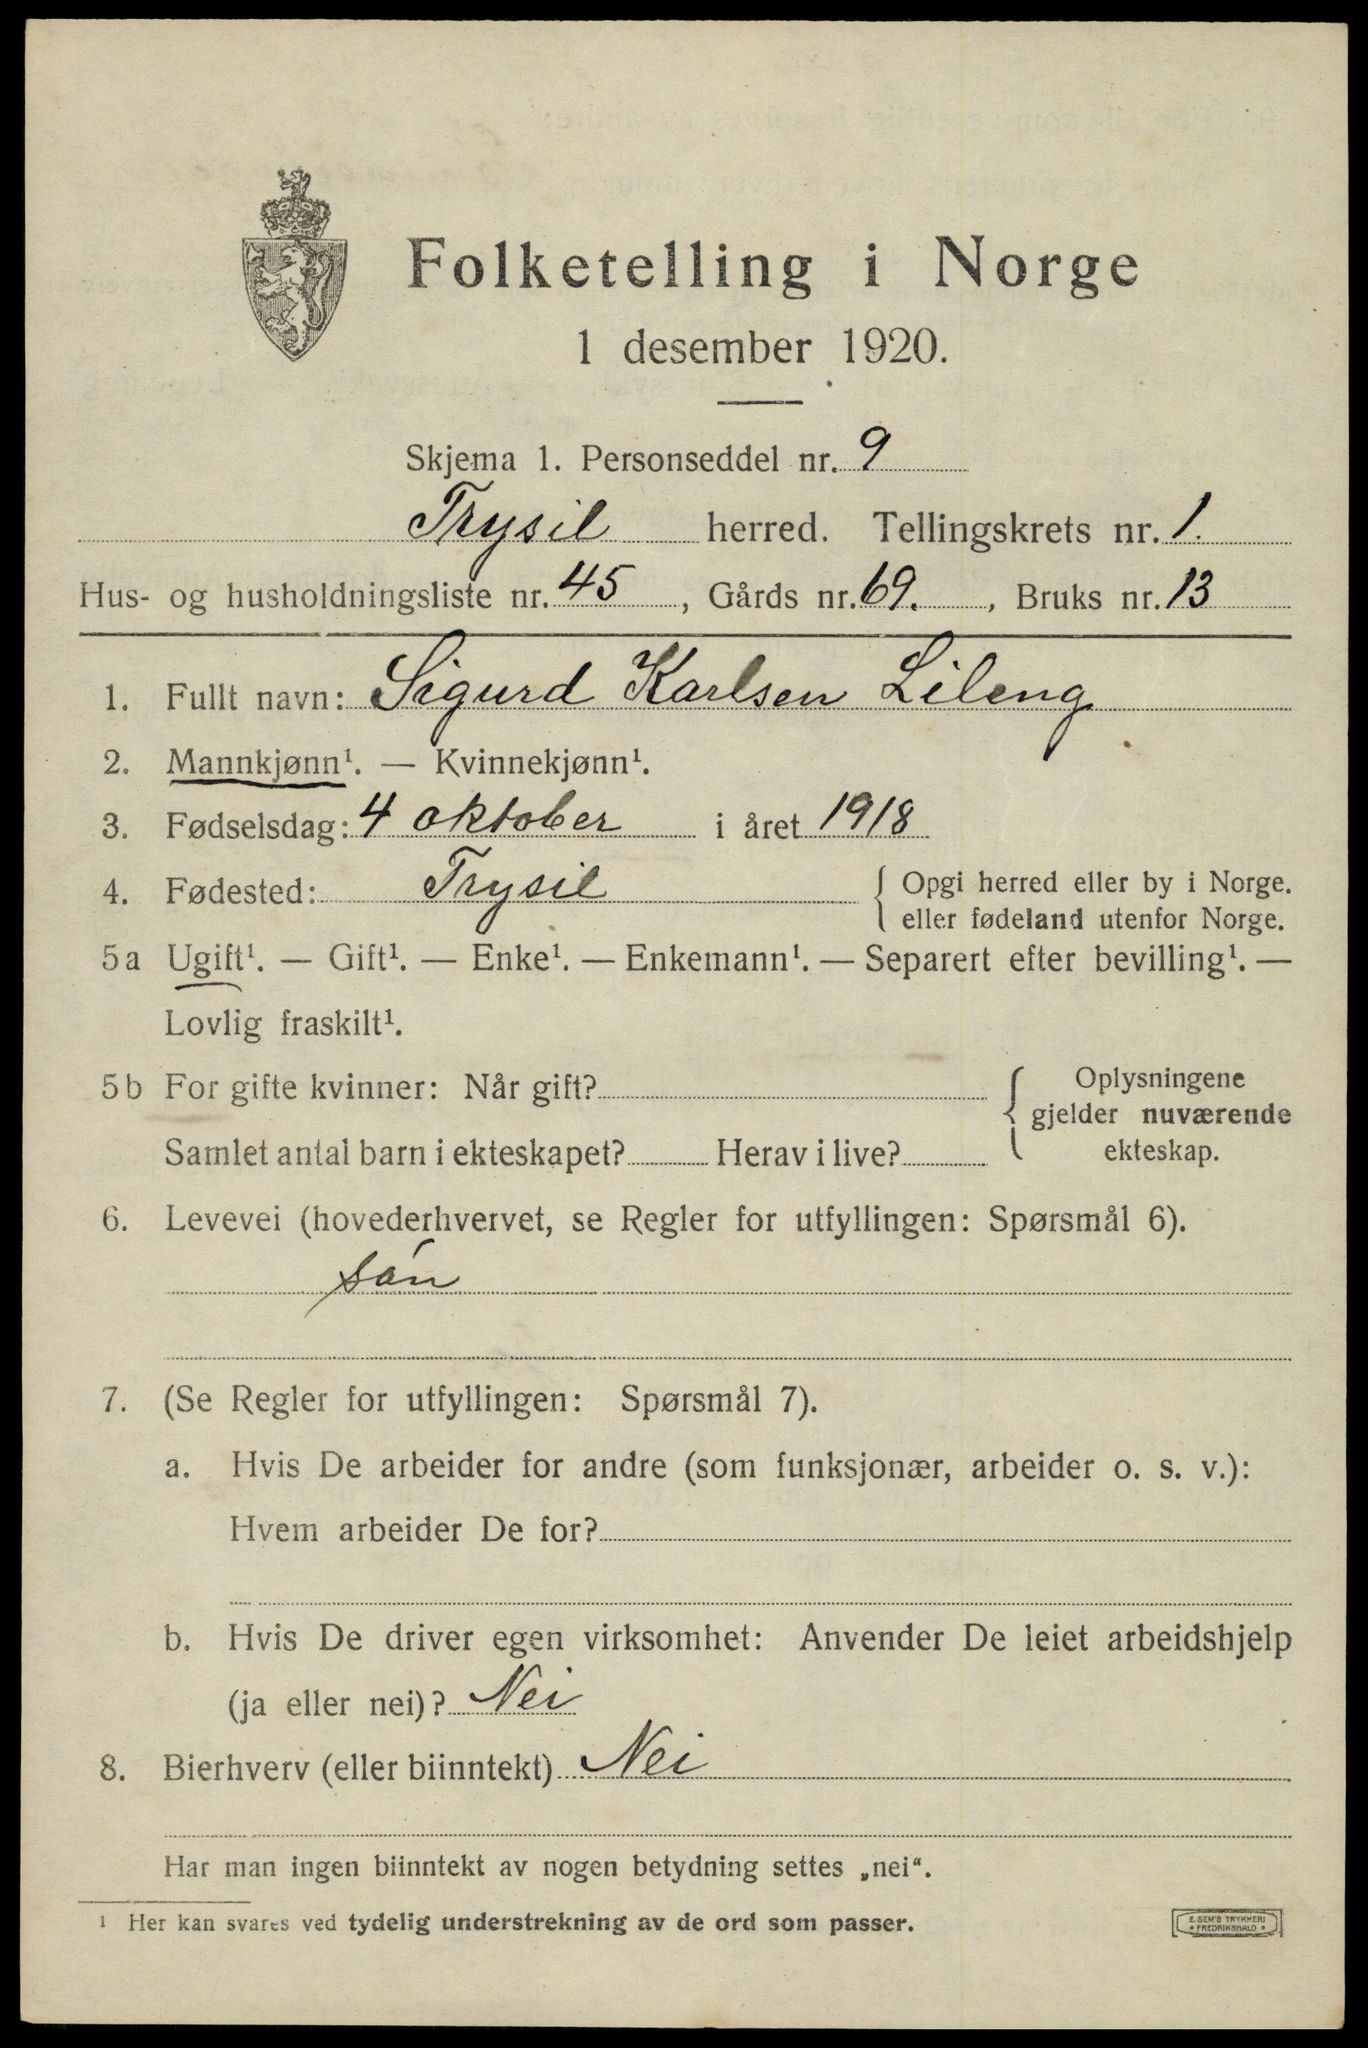 Folketelling i Norge
1 desember 1920.
Skjema 1. Personseddel nr. 9
Trysil herred. Tellingskrets nr. 1.
Hus- og husholdningsliste nr. 45, Gårds nr. 69., Bruks nr. 13
1. Fullt navn: Sigurd Karlsen Lileng
2. Mannkjønn¹. — Kvinnekjønn¹.
3. Fødselsdag: 4 oktober i året 1918
4. Fødested: Trysil { Opgi herred eller by i Norge.
eller fødeland utenfor Norge.
5a Ugift¹. — Gift¹. — Enke¹. — Enkemann¹. — Separert efter bevilling¹. —
Lovlig fraskilt¹.
5b For gifte kvinner: Når gift? { Oplysningene
gjelder nuværende
Samlet antal barn i ekteskapet? Herav i live? ekteskap.
6. Levevei (hovederhvervet, se Regler for utfyllingen: Spørsmål 6).
són
7. (Se Regler for utfyllingen: Spørsmål 7).
a. Hvis De arbeider for andre (som funksjonær, arbeider o. s. v.):
Hvem arbeider De for?
b. Hvis De driver egen virksomhet: Anvender De leiet arbeidshjelp
(ja eller nei)? Nei
8. Bierhverv (eller biinntekt) Nei
Har man ingen biinntekt av nogen betydning settes „nei“.
¹ Her kan svares ved tydelig understrekning av de ord som passer.
E. SEM'S TRYKKERI
• FREDRIKSHALD •